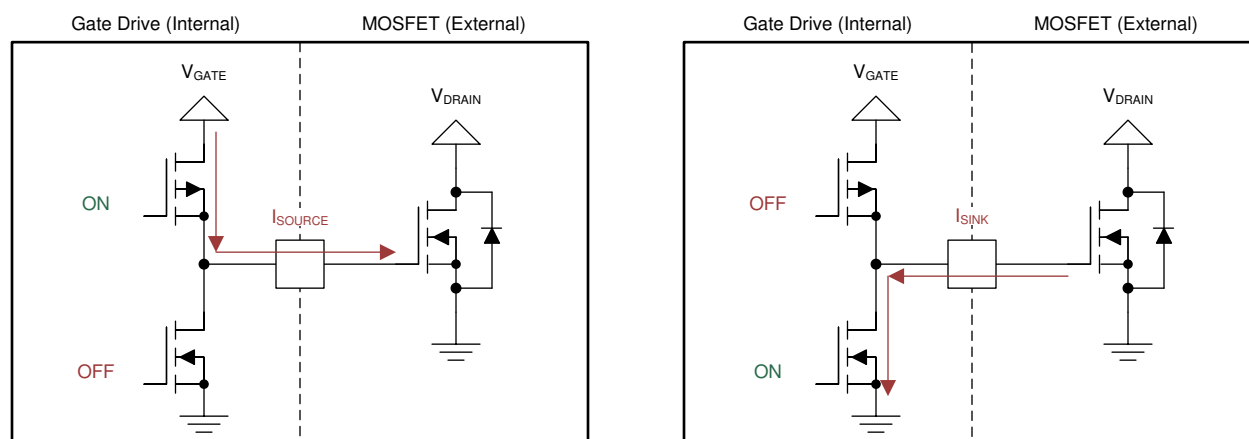 Gate Drive (Internal) MOSFET (External)
VGATE
VDRAIN
ON
ISOURCE
OFF
Gate Drive (Internal) MOSFET (External)
VGATE
VDRAIN
OFF
ISINK
ON